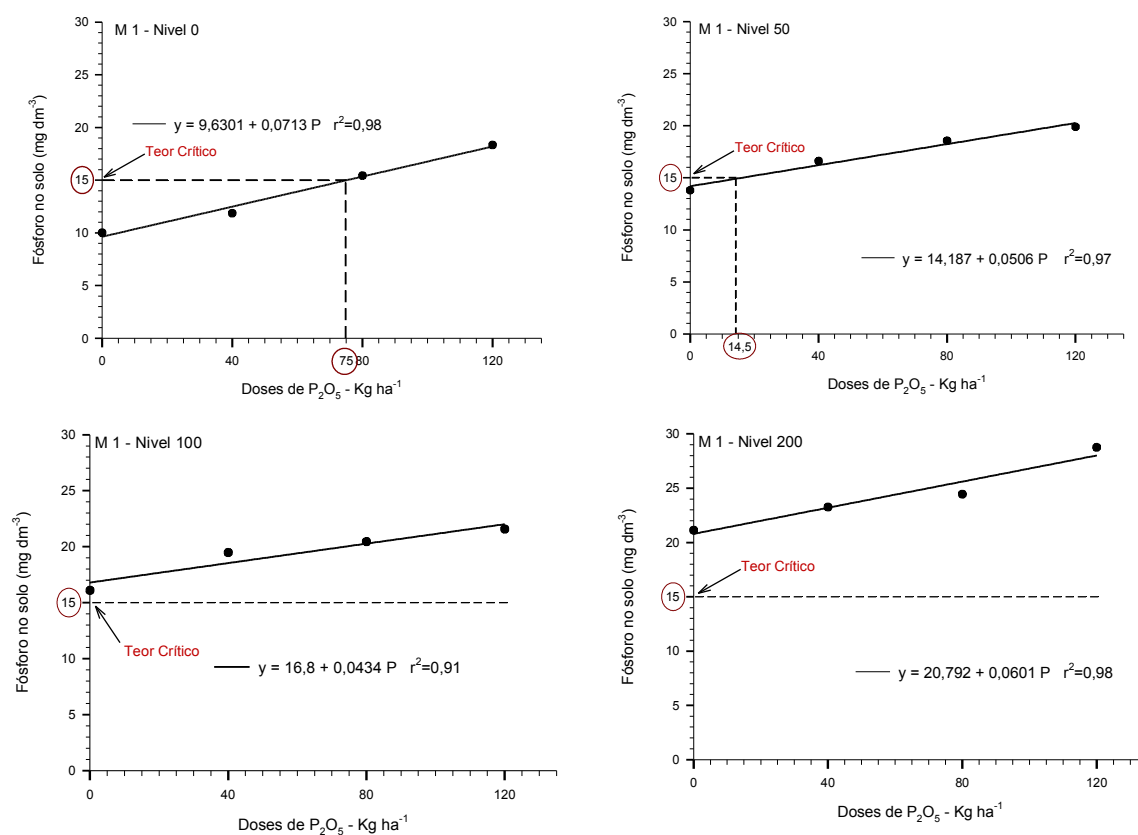 M 1 - Nivel 0
30
25
20
15
10
5
0
Fósforo no solo (mg dm-3)
y = 9,6301 + 0,0713 P r2=0,98
Teor Crítico
0
40
75
80
120
Doses de P2O5 - Kg ha-1
M 1 - Nivel 50
30
25
20
15
10
5
0
Fósforo no solo (mg dm-3)
Teor Crítico
y = 14,187 + 0,0506 P r2=0,97
0
14,5
40
80
120
Doses de P2O5 - Kg ha-1
M 1 - Nivel 100
30
25
20
15
10
5
0
Fósforo no solo (mg dm-3)
Teor Crítico
y = 16,8 + 0,0434 P r2=0,91
0
40
80
120
Doses de P2O5 - Kg ha-1
M 1 - Nivel 200
30
25
20
15
10
5
0
Fósforo no solo (mg dm-3)
Teor Crítico
y = 20,792 + 0,0601 P r2=0,98
0
40
80
120
Doses de P2O5 - Kg ha-1